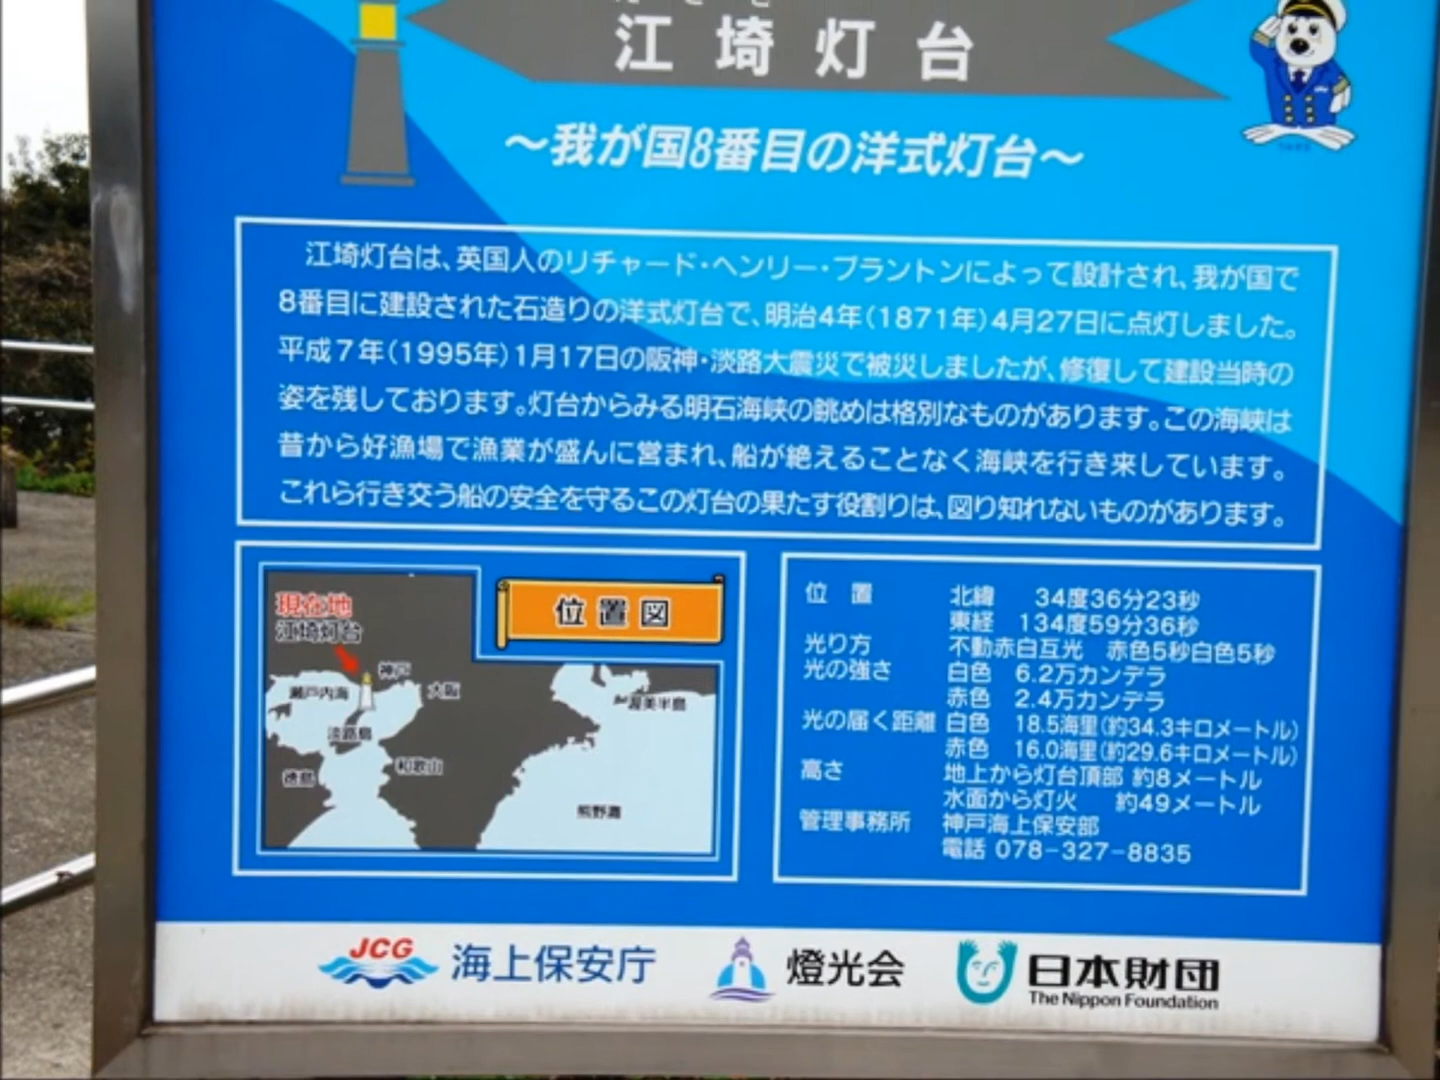 江埼灯台
～我が国8番目の洋式灯台～
江埼灯台は、英国人のリチャード・ヘンリー・ブラントンによって設計され、我が国で
8番目に建設された石造りの洋式灯台で、明治4年(1871年)4月27日に点灯しました。
平成7年(1995年)1月17日の阪神・淡路大震災で被災しましたが、修復して建設当時の
姿を残しております。灯台からみる明石海峡の眺めは格別なものがあります。この海峡は
昔から好漁場で漁業が盛んに営まれ、船が絶えることなく海峡を行き来しています。
これら行き交う船の安全を守るこの灯台の果たす役割りは、図り知れないものがあります。
位置図
現在地
江埼灯台
神戸
瀬戸内海
大阪
渥美半島
淡路島
和歌山
徳島
熊野灘
位置 北緯 34度36分23秒
東経 134度59分36秒
光り方 不動赤白互光 赤色5秒白色5秒
光の強さ 白色 6.2万カンデラ
赤色 2.4万カンデラ
光の届く距離 白色 18.5海里(約34.3キロメートル)
赤色 16.0海里(約29.6キロメートル)
高さ 地上から灯台頂部 約8メートル
水面から灯火 約49メートル
管理事務所 神戸海上保安部
電話 078-327-8835
JCG 海上保安庁
燈光会
日本財団
The Nippon Foundation